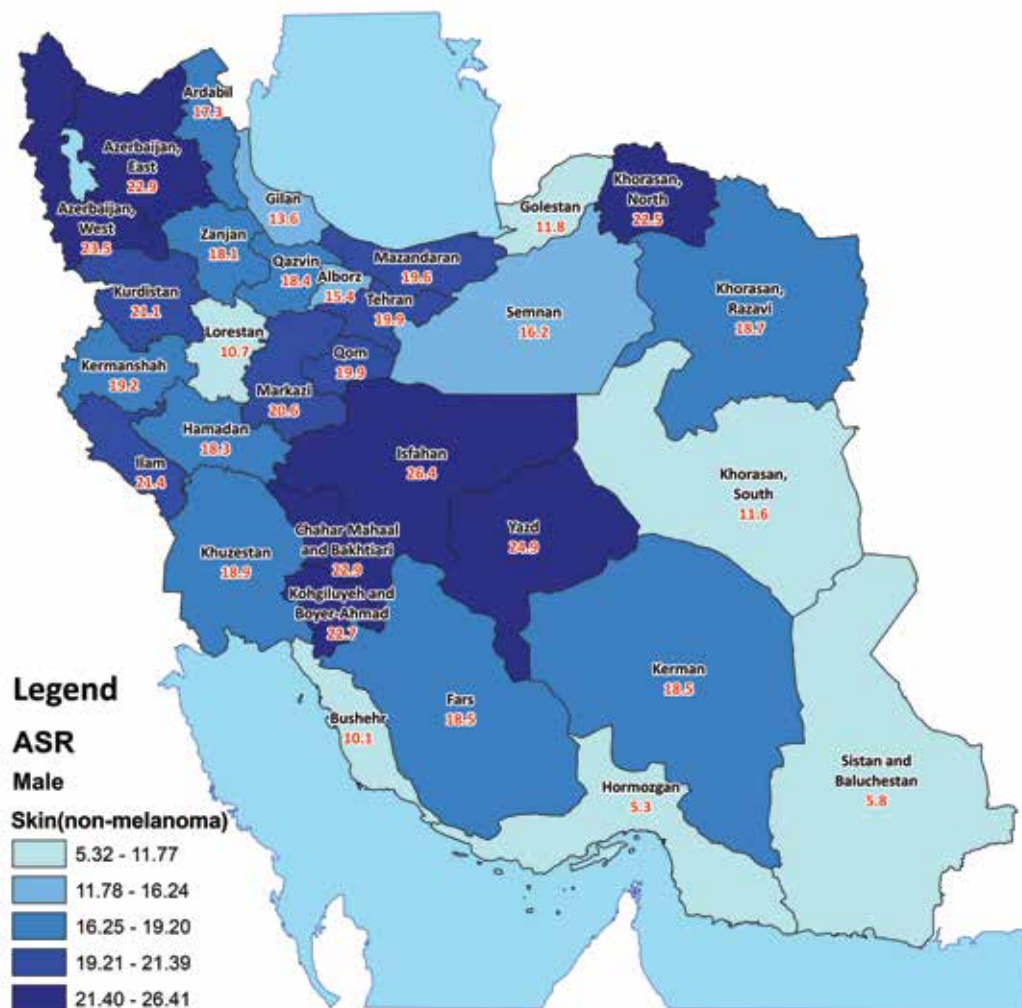 Ardabil
17.3
Azerbaijan,
East
22.9
Azerbaijan,
West
23.5
Gilan
13.6
Zanjan
18.1
Qazvin
18.4
Alborz
15.4
Mazandaran
19.6
Tehran
19.9
Golestan
11.8
Khorasan,
North
22.5
Khorasan,
Razavi
18.7
Semnan
16.2
Kurdistan
21.1
Lorestan
10.7
Kermanshah
19.2
Qom
19.9
Markazi
20.6
Hamadan
18.3
Ilam
21.4
Isfahan
26.4
Khorasan,
South
11.6
Yazd
24.9
Chahar Mahaal
and Bakhtiari
22.9
Khuzestan
18.9
Kohgiluyeh and
Boyer-Ahmad
22.7
Kerman
18.5
Fars
18.5
Bushehr
10.1
Hormozgan
5.3
Sistan and
Baluchestan
5.8
Legend
ASR
Male
Skin(non-melanoma)
5.32 - 11.77
11.78 - 16.24
16.25 - 19.20
19.21 - 21.39
21.40 - 26.41